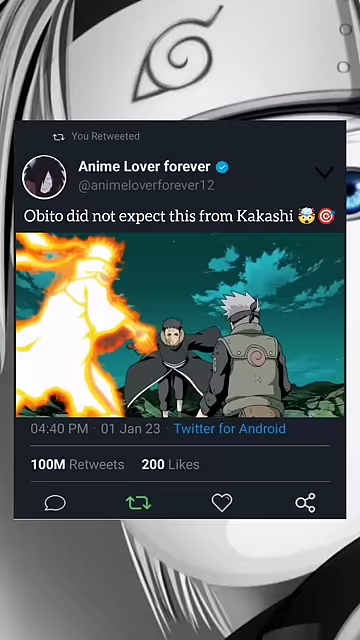 You Retweeted
Anime Lover forever
@animeloverforever12
Obito did not expect this from Kakashi 🤯🎯
04:40 PM · 01 Jan 23 · Twitter for Android
100M Retweets 200 Likes